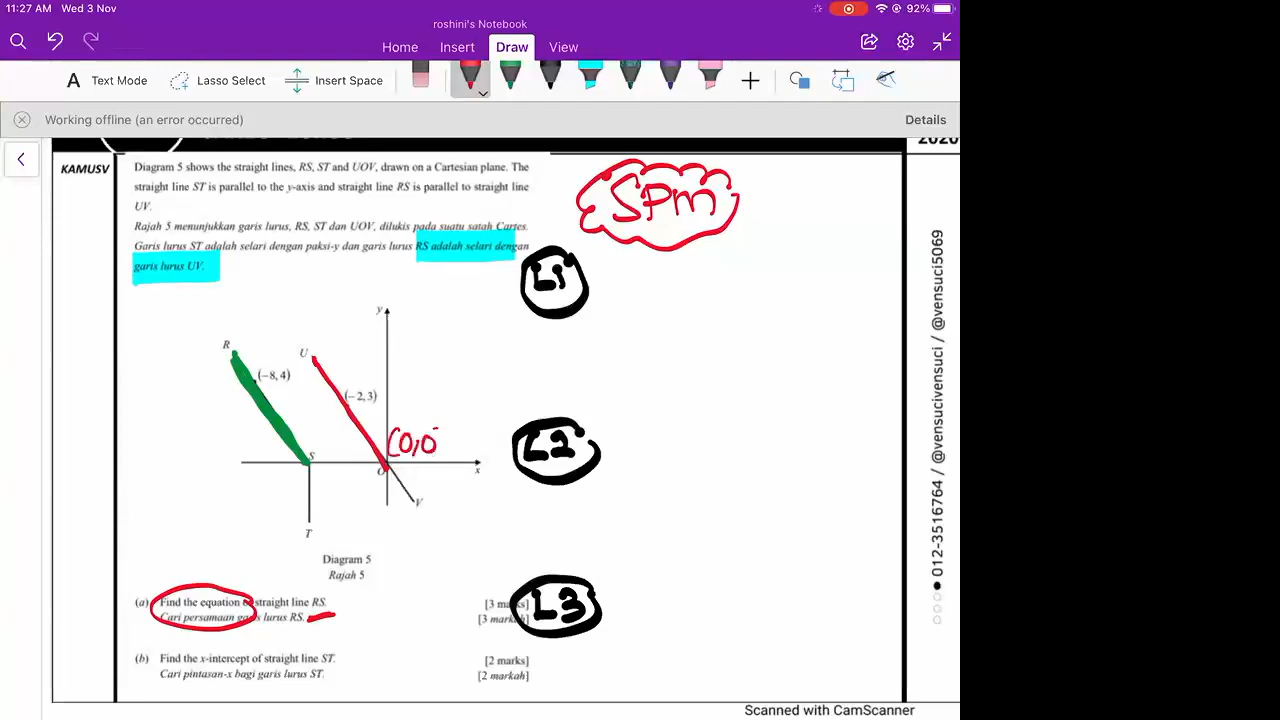 11:27 AM Wed 3 Nov
92%
roshini's Notebook
Home Insert Draw View
A Text Mode Lasso Select Insert Space
Working offline (an error occurred) Details
2020
KAMUSV
Diagram 5 shows the straight lines, RS, ST and UOV, drawn on a Cartesian plane. The
straight line ST is parallel to the y-axis and straight line RS is parallel to straight line
UV.
Rajah 5 menunjukkan garis lurus, RS, ST dan UOV, dilukis pada suatu satah Cartes.
Garis lurus ST adalah selari dengan paksi-y dan garis lurus RS adalah selari dengan
garis lurus UV.
SPm
L1
y
R
U
(-8, 4)
(-2, 3)
(0,0
L2
S
O
x
V
T
Diagram 5
Rajah 5
(a) Find the equation of straight line RS. [3 marks]
Cari persamaan garis lurus RS. [3 markah]
L3
(b) Find the x-intercept of straight line ST. [2 marks]
Cari pintasan-x bagi garis lurus ST. [2 markah]
012-3516764 / @vensucivensuci / @vensuci5069
Scanned with CamScanner